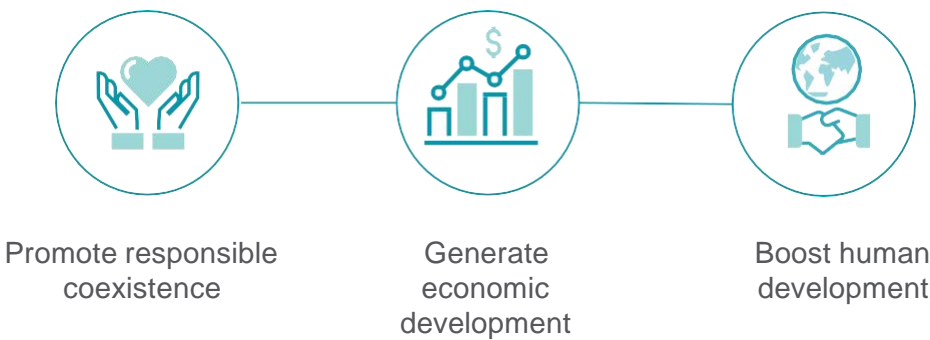 $
Promote responsible
coexistence
Generate
economic
development
Boost human
development